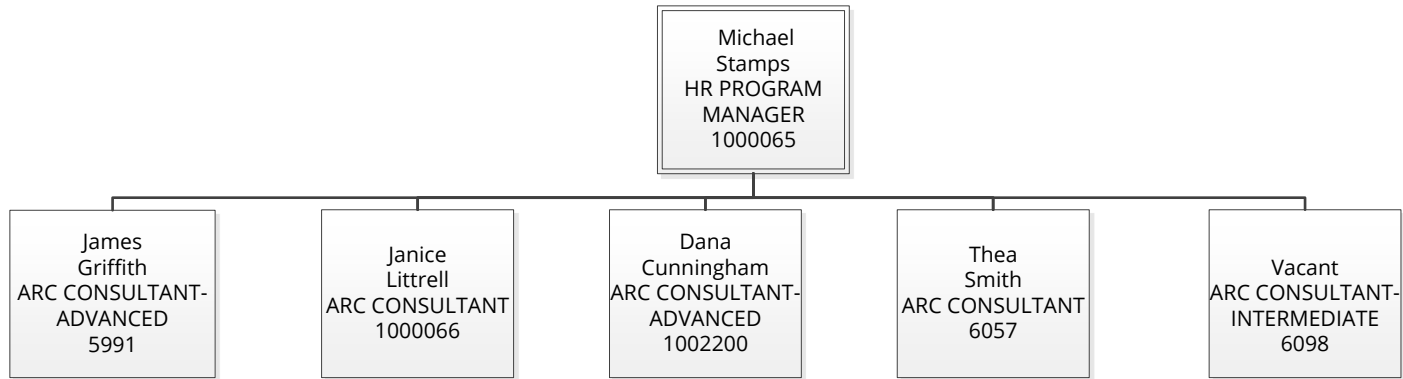 Michael
Stamps
HR PROGRAM
MANAGER
1000065
James
Griffith
ARC CONSULTANT-
ADVANCED
5991
Janice
Littrell
ARC CONSULTANT
1000066
Dana
Cunningham
ARC CONSULTANT-
ADVANCED
1002200
Thea
Smith
ARC CONSULTANT
6057
Vacant
ARC CONSULTANT-
INTERMEDIATE
6098